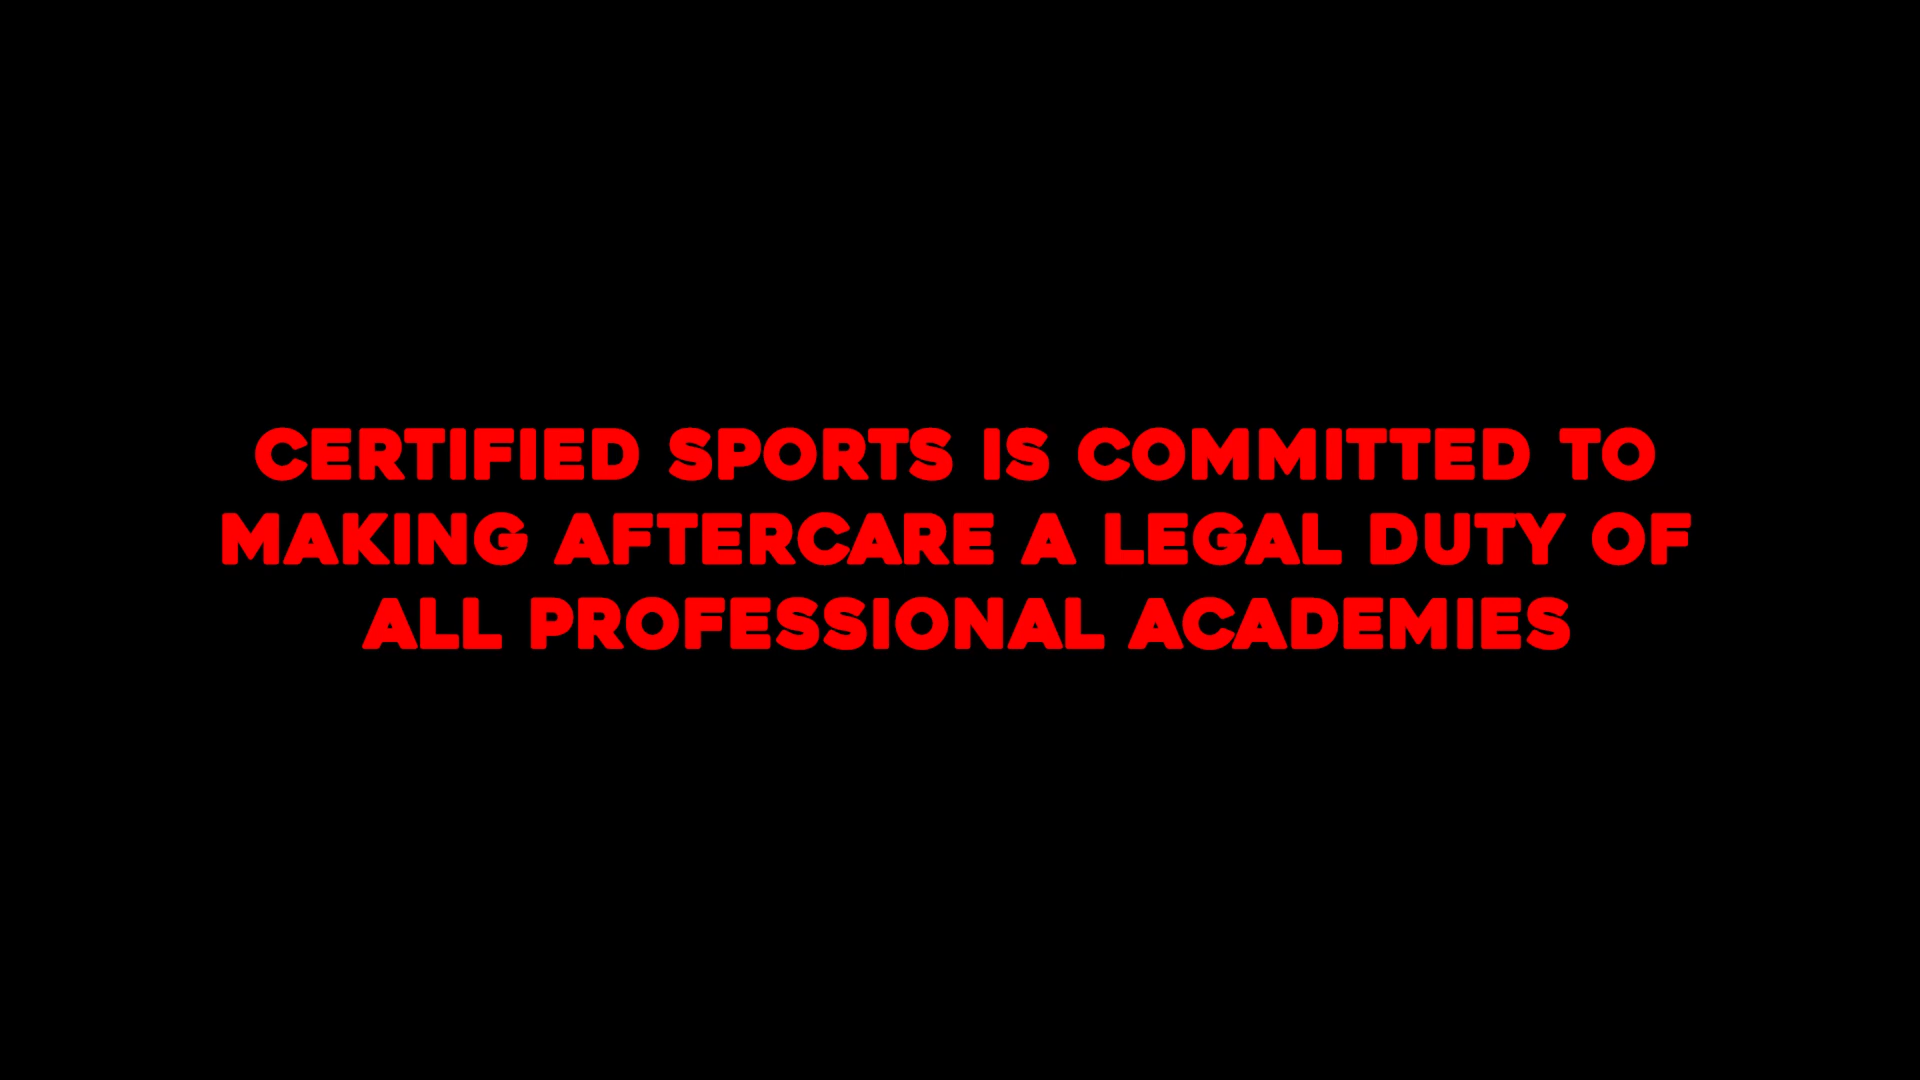 CERTIFIED SPORTS IS COMMITTED TO
MAKING AFTERCARE A LEGAL DUTY OF
ALL PROFESSIONAL ACADEMIES